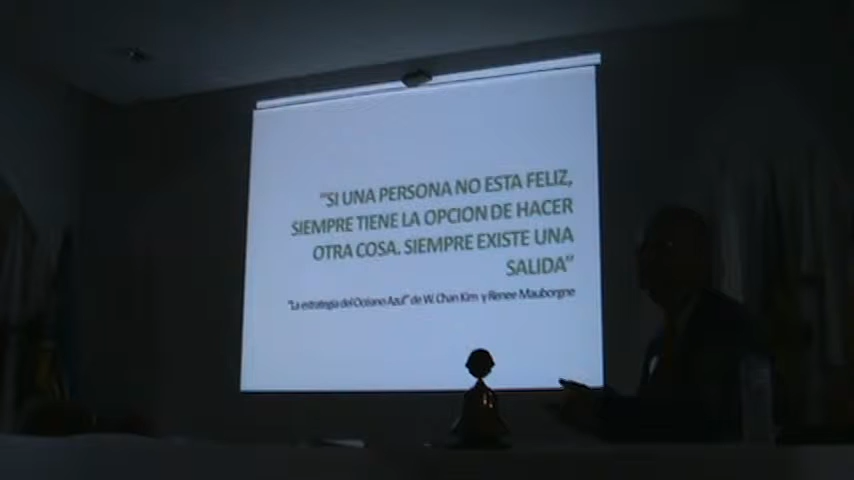 "SI UNA PERSONA NO ESTA FELIZ,
SIEMPRE TIENE LA OPCION DE HACER
OTRA COSA. SIEMPRE EXISTE UNA
SALIDA"
"La estrategia del Océano Azul" de W. Chan Kim y Renee Mauborgne